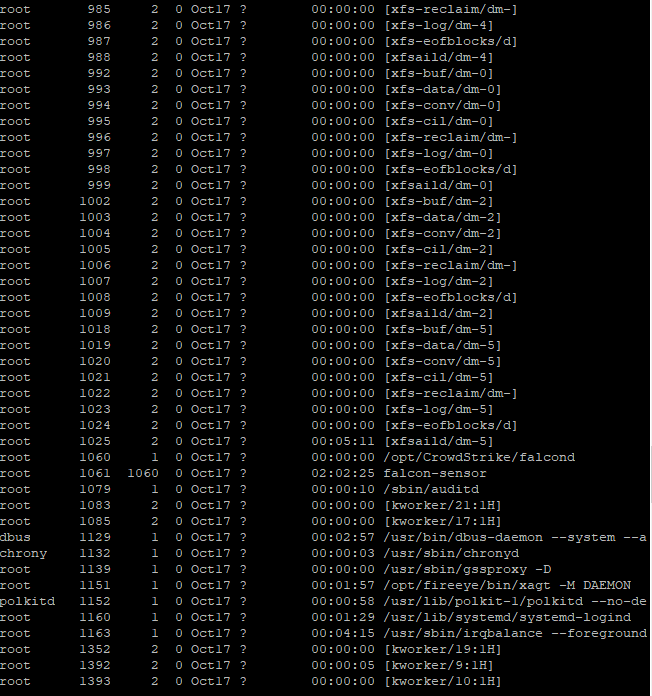 root 985 2 0 Oct17 ? 00:00:00 [xfs-reclaim/dm-]
root 986 2 0 Oct17 ? 00:00:00 [xfs-log/dm-4]
root 987 2 0 Oct17 ? 00:00:00 [xfs-eofblocks/d]
root 988 2 0 Oct17 ? 00:00:00 [xfsaild/dm-4]
root 992 2 0 Oct17 ? 00:00:00 [xfs-buf/dm-0]
root 993 2 0 Oct17 ? 00:00:00 [xfs-data/dm-0]
root 994 2 0 Oct17 ? 00:00:00 [xfs-conv/dm-0]
root 995 2 0 Oct17 ? 00:00:00 [xfs-cil/dm-0]
root 996 2 0 Oct17 ? 00:00:00 [xfs-reclaim/dm-]
root 997 2 0 Oct17 ? 00:00:00 [xfs-log/dm-0]
root 998 2 0 Oct17 ? 00:00:00 [xfs-eofblocks/d]
root 999 2 0 Oct17 ? 00:00:00 [xfsaild/dm-0]
root 1002 2 0 Oct17 ? 00:00:00 [xfs-buf/dm-2]
root 1003 2 0 Oct17 ? 00:00:00 [xfs-data/dm-2]
root 1004 2 0 Oct17 ? 00:00:00 [xfs-conv/dm-2]
root 1005 2 0 Oct17 ? 00:00:00 [xfs-cil/dm-2]
root 1006 2 0 Oct17 ? 00:00:00 [xfs-reclaim/dm-]
root 1007 2 0 Oct17 ? 00:00:00 [xfs-log/dm-2]
root 1008 2 0 Oct17 ? 00:00:00 [xfs-eofblocks/d]
root 1009 2 0 Oct17 ? 00:00:00 [xfsaild/dm-2]
root 1018 2 0 Oct17 ? 00:00:00 [xfs-buf/dm-5]
root 1019 2 0 Oct17 ? 00:00:00 [xfs-data/dm-5]
root 1020 2 0 Oct17 ? 00:00:00 [xfs-conv/dm-5]
root 1021 2 0 Oct17 ? 00:00:00 [xfs-cil/dm-5]
root 1022 2 0 Oct17 ? 00:00:00 [xfs-reclaim/dm-]
root 1023 2 0 Oct17 ? 00:00:00 [xfs-log/dm-5]
root 1024 2 0 Oct17 ? 00:00:00 [xfs-eofblocks/d]
root 1025 2 0 Oct17 ? 00:05:11 [xfsaild/dm-5]
root 1060 1 0 Oct17 ? 00:00:00 /opt/CrowdStrike/falcond
root 1061 1060 0 Oct17 ? 02:02:25 falcon-sensor
root 1079 1 0 Oct17 ? 00:00:10 /sbin/auditd
root 1083 2 0 Oct17 ? 00:00:00 [kworker/21:1H]
root 1085 2 0 Oct17 ? 00:00:00 [kworker/17:1H]
dbus 1129 1 0 Oct17 ? 00:02:57 /usr/bin/dbus-daemon --system --a
chrony 1132 1 0 Oct17 ? 00:00:03 /usr/sbin/chronyd
root 1139 1 0 Oct17 ? 00:00:00 /usr/sbin/gssproxy -D
root 1151 1 0 Oct17 ? 00:01:57 /opt/fireeye/bin/xagt -M DAEMON
polkitd 1152 1 0 Oct17 ? 00:00:58 /usr/lib/polkit-1/polkitd --no-de
root 1160 1 0 Oct17 ? 00:01:29 /usr/lib/systemd/systemd-logind
root 1163 1 0 Oct17 ? 00:04:15 /usr/sbin/irqbalance --foreground
root 1352 2 0 Oct17 ? 00:00:00 [kworker/19:1H]
root 1392 2 0 Oct17 ? 00:00:05 [kworker/9:1H]
root 1393 2 0 Oct17 ? 00:00:00 [kworker/10:1H]